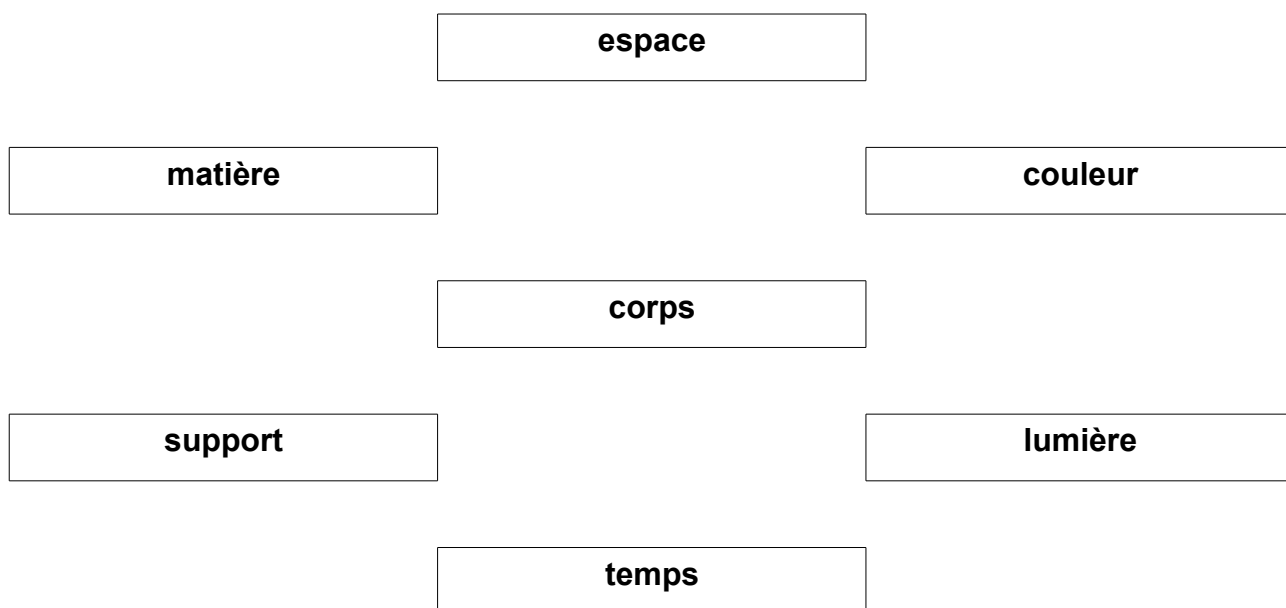 espace
matière
couleur
corps
support
lumière
temps